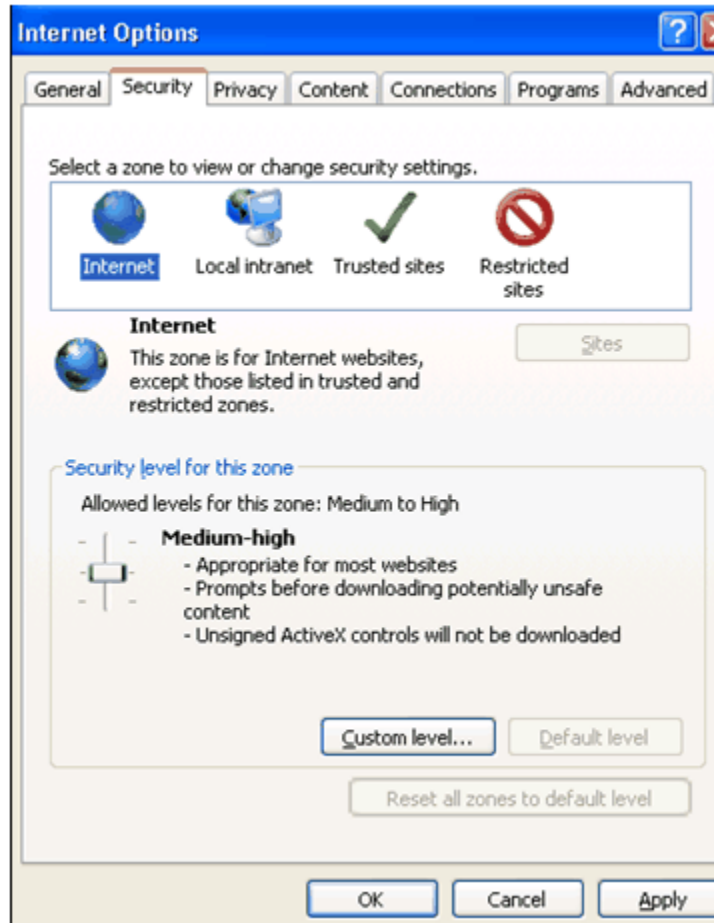 Internet Options
General Security Privacy Content Connections Programs Advanced
Select a zone to view or change security settings.
Internet Local intranet Trusted sites Restricted
sites
Internet
Sites
This zone is for Internet websites,
except those listed in trusted and
restricted zones.
Security level for this zone
Allowed levels for this zone: Medium to High
Medium-high
- Appropriate for most websites
- Prompts before downloading potentially unsafe
content
- Unsigned ActiveX controls will not be downloaded
Custom level... Default level
Reset all zones to default level
OK Cancel Apply